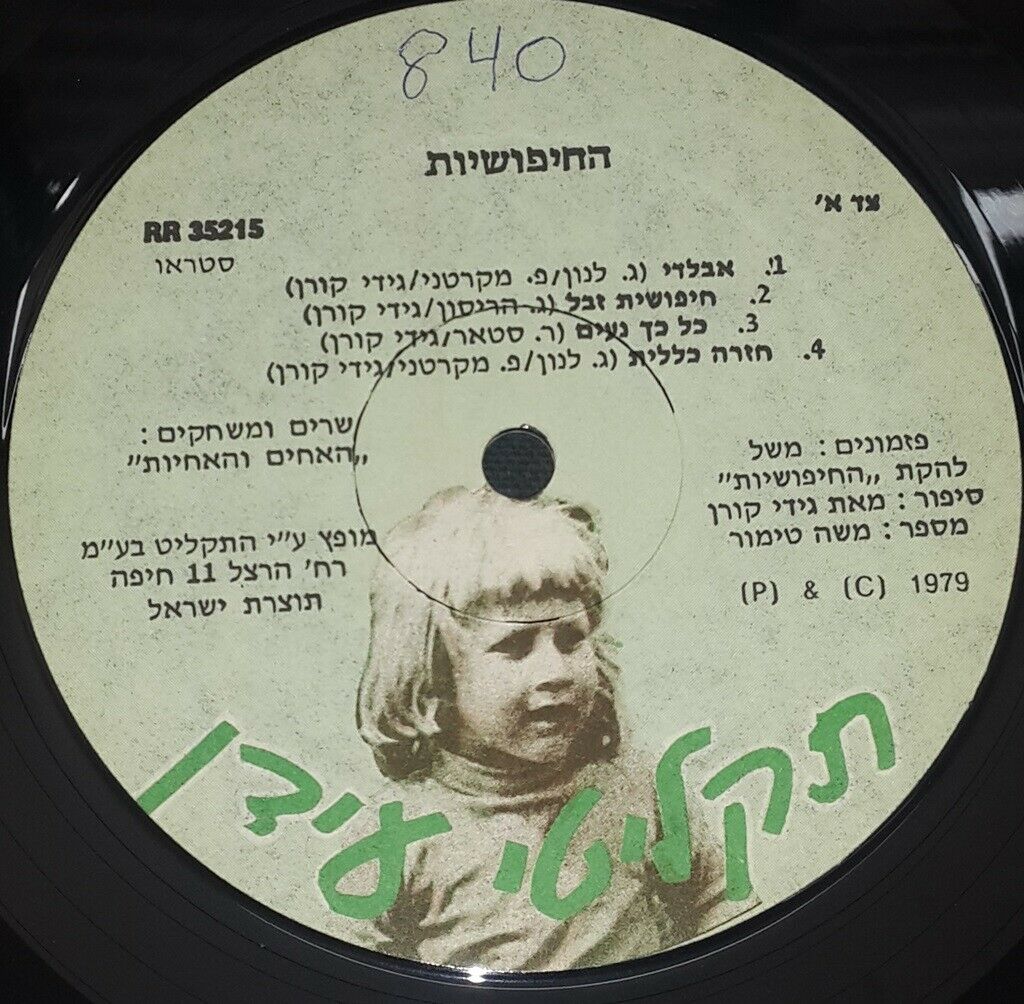 840
החיפושיות
צד א'
RR 35215
סטראו
1. אבלדי (ג. לנון/פ. מקרטני/גידי קורן)
2. חיפושית זבל (ג. הריסון/גידי קורן)
3. כל כך נעים (ר. סטאר/גידי קורן)
4. חזרה כללית (ג. לנון/פ. מקרטני/גידי קורן)
פזמונים: משל
להקת „החיפושיות"
סיפור: מאת גידי קורן
מספר: משה טימור
(P) & (C) 1979
שרים ומשחקים:
„האחים והאחיות"
מופץ ע"י התקליט בע"מ
רח' הרצל 11 חיפה
תוצרת ישראל
תקליטי עידן